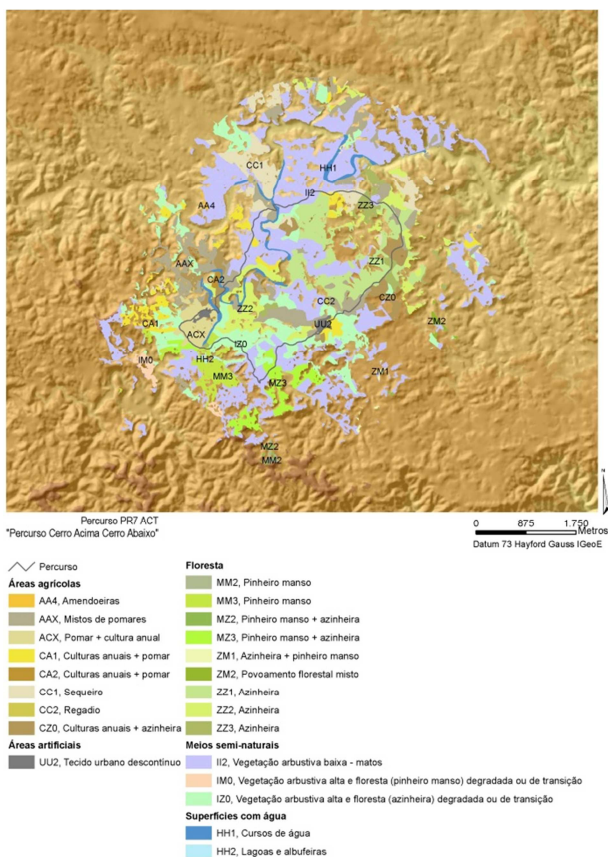 HH1
CC1
II2
AA4
ZZ3
AAX
ZZ1
CA2
CZ0
ZZ2
CC2
CA1
UU2
ZM2
ACX
IZ0
HH2
IM0
MM3
ZM1
MZ3
MZ2
MM2
N
Percurso PR7 ACT
"Percurso Cerro Acima Cerro Abaixo"
0 875 1.750
Metros
Datum 73 Hayford Gauss IGeoE
Percurso
Áreas agrícolas
AA4, Amendoeiras
AAX, Mistos de pomares
ACX, Pomar + cultura anual
CA1, Culturas anuais + pomar
CA2, Culturas anuais + pomar
CC1, Sequeiro
CC2, Regadio
CZ0, Culturas anuais + azinheira
Áreas artificiais
UU2, Tecido urbano descontínuo
Floresta
MM2, Pinheiro manso
MM3, Pinheiro manso
MZ2, Pinheiro manso + azinheira
MZ3, Pinheiro manso + azinheira
ZM1, Azinheira + pinheiro manso
ZM2, Povoamento florestal misto
ZZ1, Azinheira
ZZ2, Azinheira
ZZ3, Azinheira
Meios semi-naturais
II2, Vegetação arbustiva baixa - matos
IM0, Vegetação arbustiva alta e floresta (pinheiro manso) degradada ou de transição
IZ0, Vegetação arbustiva alta e floresta (azinheira) degradada ou de transição
Superfícies com água
HH1, Cursos de água
HH2, Lagoas e albufeiras